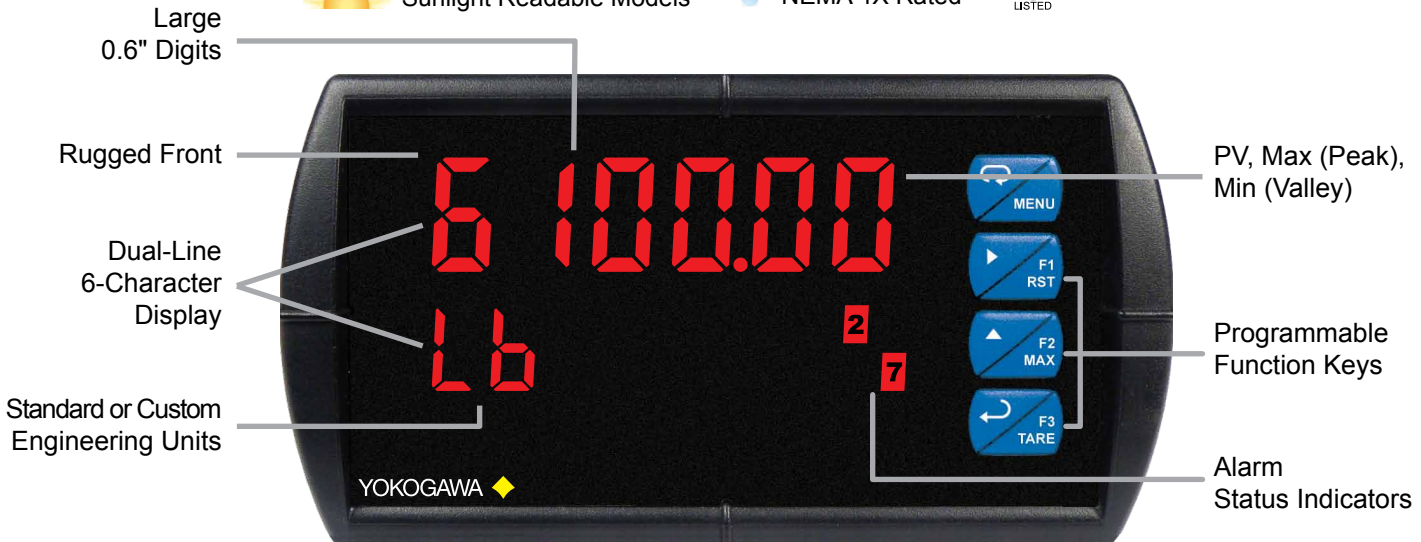 Sunlight Readable Models
NEMA 4X Rated
LISTED
Large
0.6" Digits
Rugged Front
Dual-Line
6-Character
Display
Standard or Custom
Engineering Units
6100.00
Lb
2
7
YOKOGAWA
MENU
F1
RST
F2
MAX
F3
TARE
PV, Max (Peak),
Min (Valley)
Programmable
Function Keys
Alarm
Status Indicators